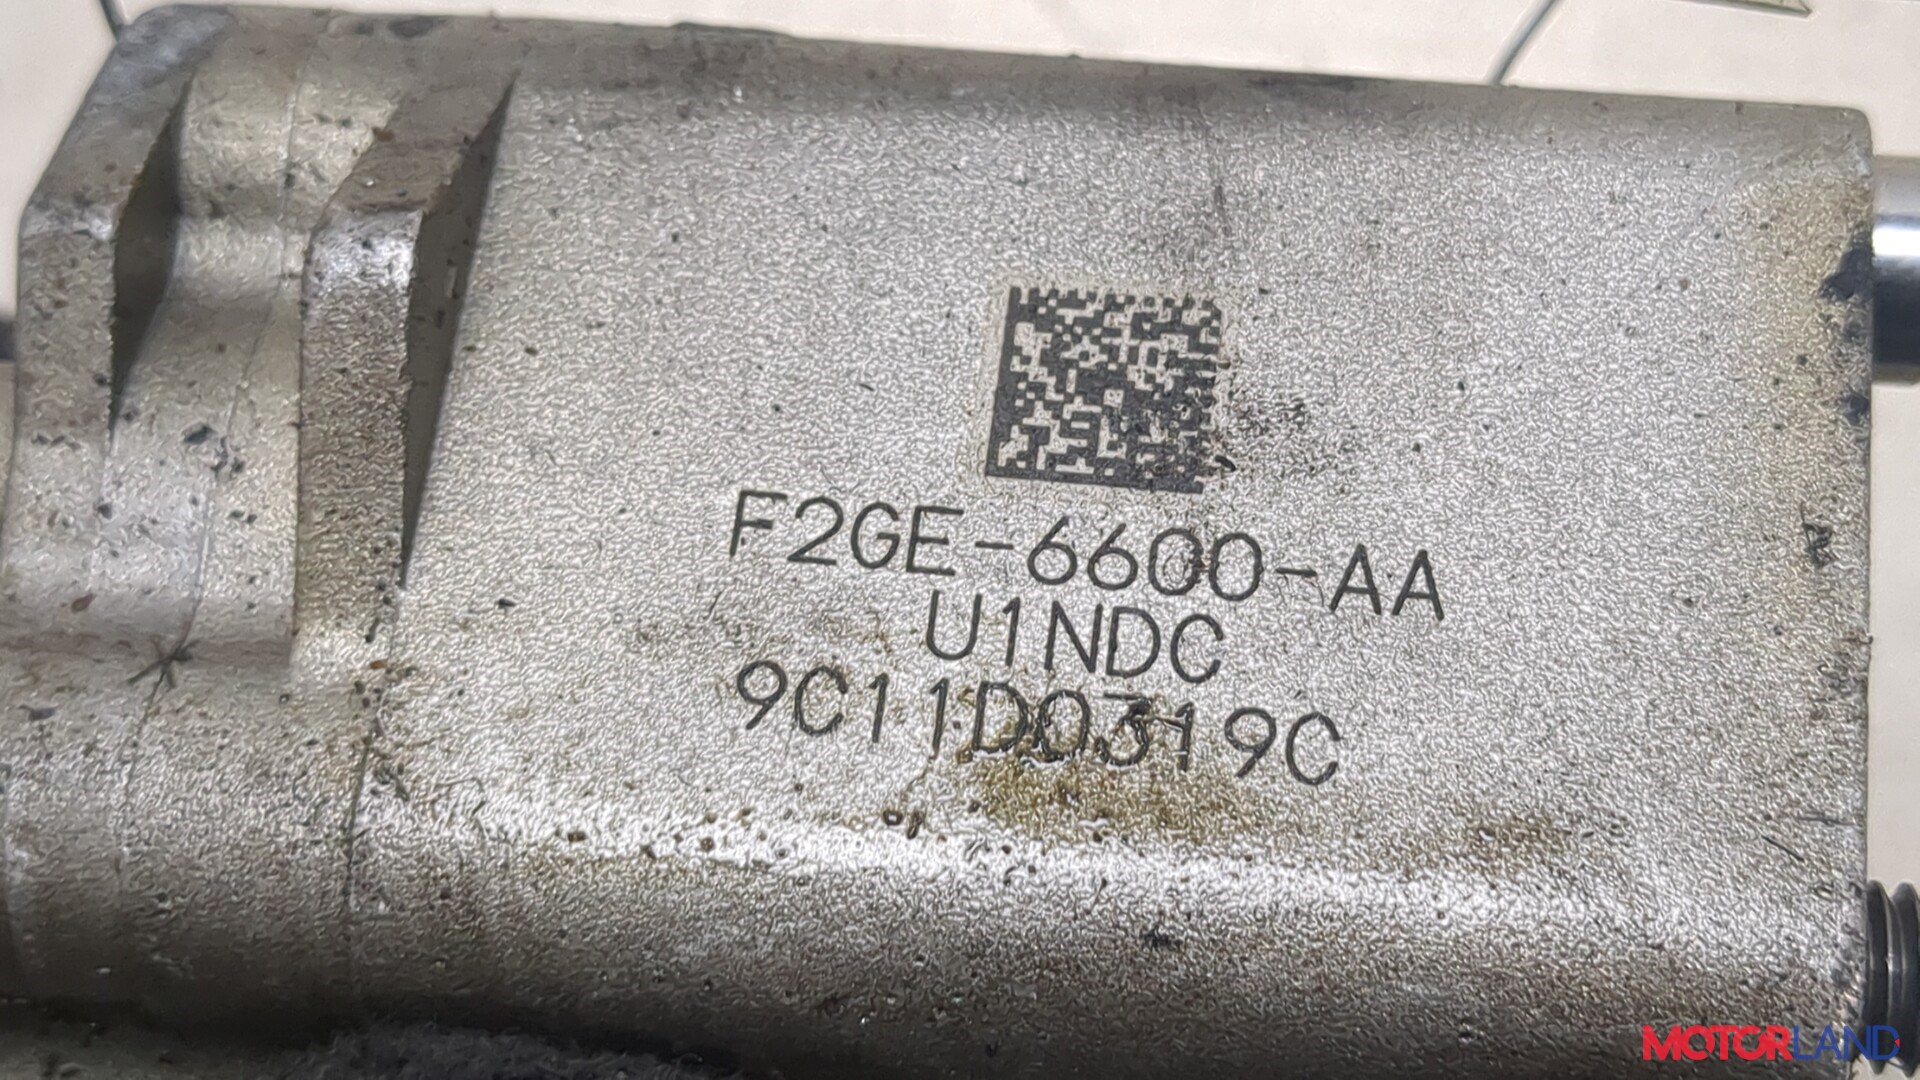 F2GE-6600-AA
U1NDC
9C11D0319C
MOTORLAND